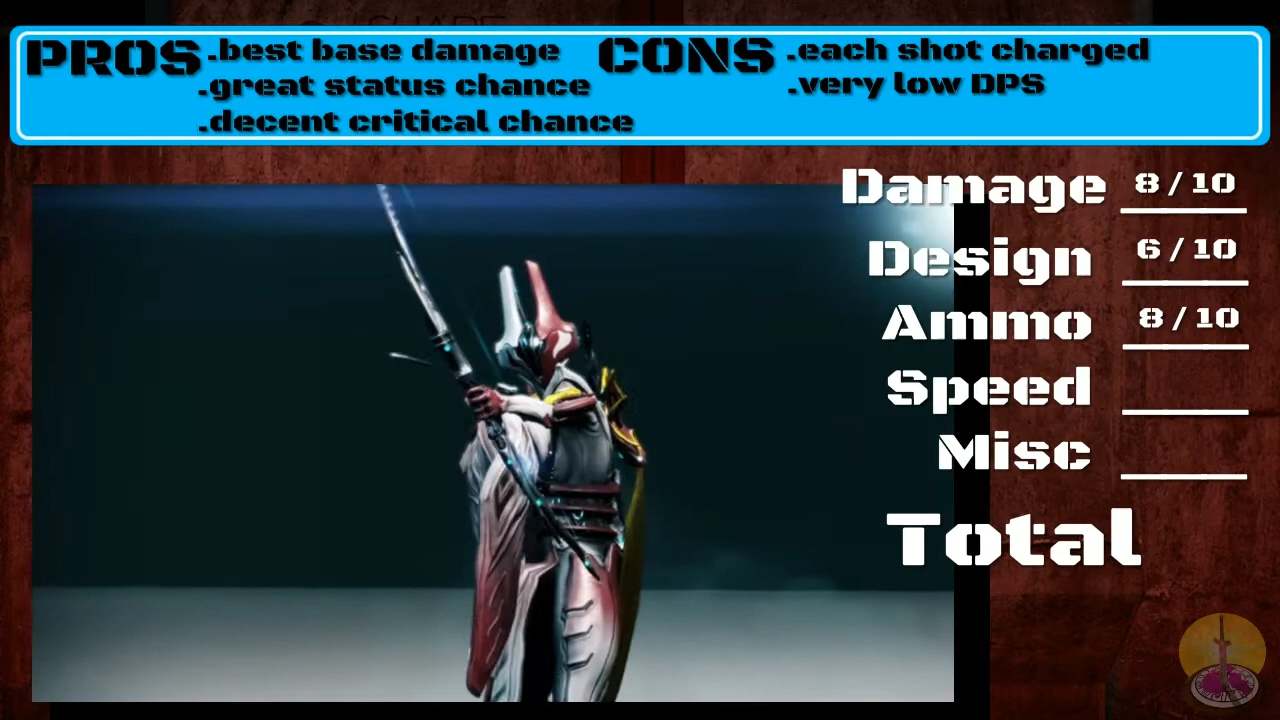 SHARE
PROS .best base damage
.great status chance
.decent critical chance
CONS .each shot charged
.very low DPS
Damage 8 / 10
Design 6 / 10
Ammo 8 / 10
Speed
Misc
Total